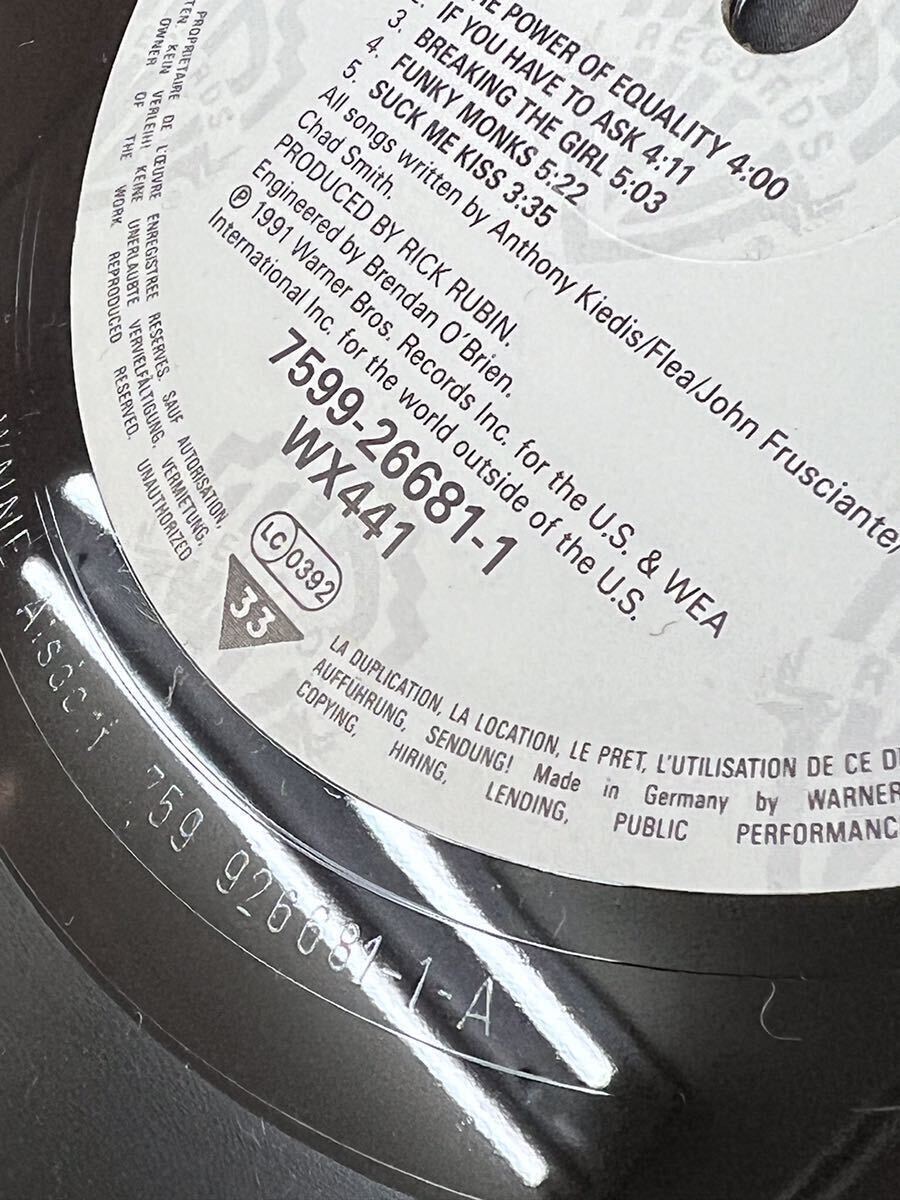 THE POWER OF EQUALITY 4:00
2. IF YOU HAVE TO ASK 4:11
3. BREAKING THE GIRL 5:03
4. FUNKY MONKS 5:22
5. SUCK ME KISS 3:35
All songs written by Anthony Kiedis/Flea/John Frusciante/
Chad Smith.
PRODUCED BY RICK RUBIN.
Engineered by Brendan O'Brien.
℗ 1991 Warner Bros. Records Inc. for the U.S. & WEA
International Inc. for the world outside of the U.S.
7599-26681-1
WX441
LC 0392
33
PROPRIETAIRE DE L'ŒUVRE ENREGISTREE RESERVES. SAUF AUTORISATION,
KEIN VERLEIH! KEINE UNERLAUBTE VERVIELFÄLTIGUNG, VERMIETUNG,
OWNER OF THE WORK REPRODUCED RESERVED. UNAUTHORIZED
LA DUPLICATION, LA LOCATION, LE PRET, L'UTILISATION DE CE
AUFFÜHRUNG, SENDUNG! Made in Germany by WARNER
COPYING, HIRING, LENDING, PUBLIC PERFORMANC
RECORDS
759 926681-1-A